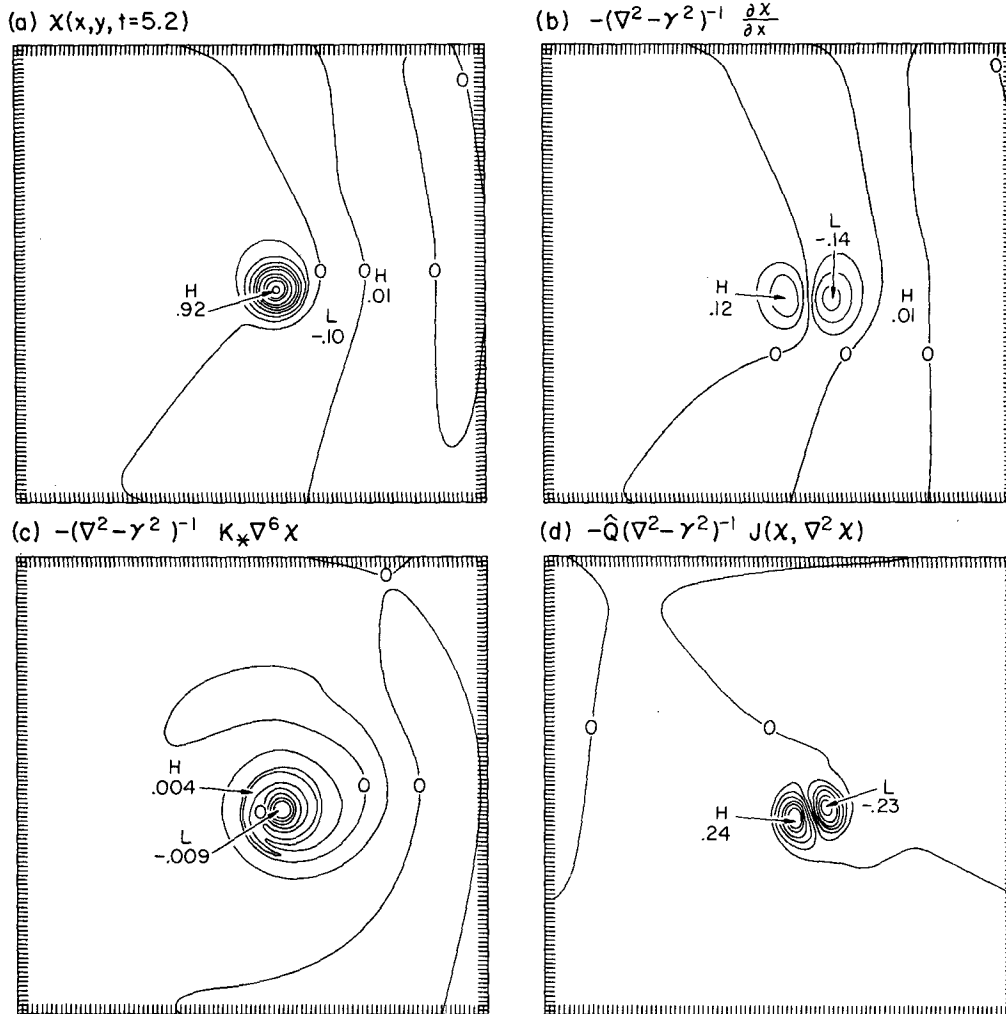 (a) χ(x,y, t=5.2)
O
H
.92
O
O
H
.01
O
L
-.10
(b) -(∇² - γ²)⁻¹ ∂χ/∂x
O
L
-.14
H
.12
H
.01
O
O
O
(c) -(∇² - γ²)⁻¹ K⁎∇⁶χ
O
H
.004
O
O
O
L
-.009
(d) -Q̂(∇² - γ²)⁻¹ J(χ, ∇²χ)
O
O
L
-.23
H
.24